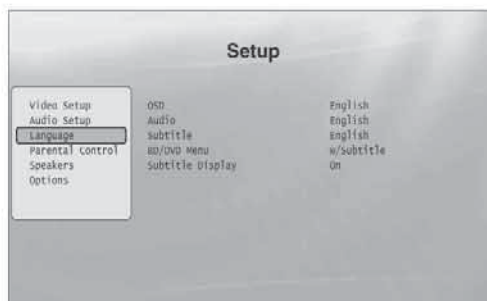 Setup
Video Setup
Audio Setup
Language
Parental Control
Speakers
Options
OSD English
Audio English
Subtitle English
BD/DVD Menu w/Subtitle
Subtitle Display On